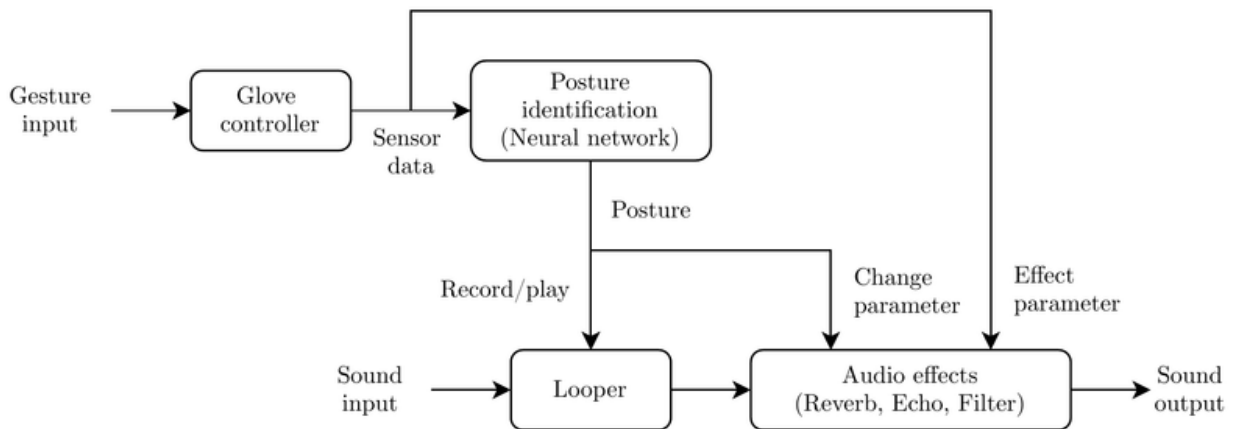 Gesture
input
Glove
controller
Sensor
data
Posture
identification
(Neural network)
Posture
Record/play
Change
parameter
Effect
parameter
Sound
input
Looper
Audio effects
(Reverb, Echo, Filter)
Sound
output